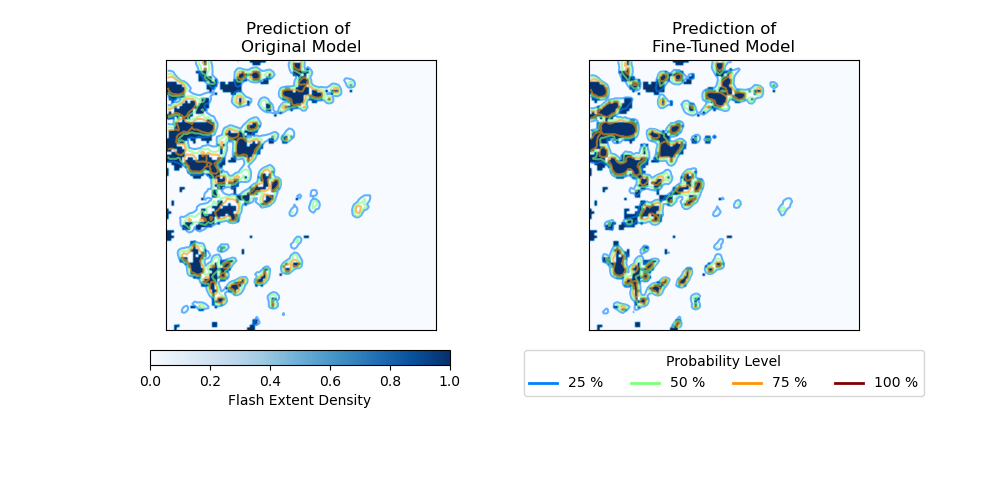 Prediction of
Original Model
Prediction of
Fine-Tuned Model
0.0 0.2 0.4 0.6 0.8 1.0
Flash Extent Density
Probability Level
25 % 50 % 75 % 100 %